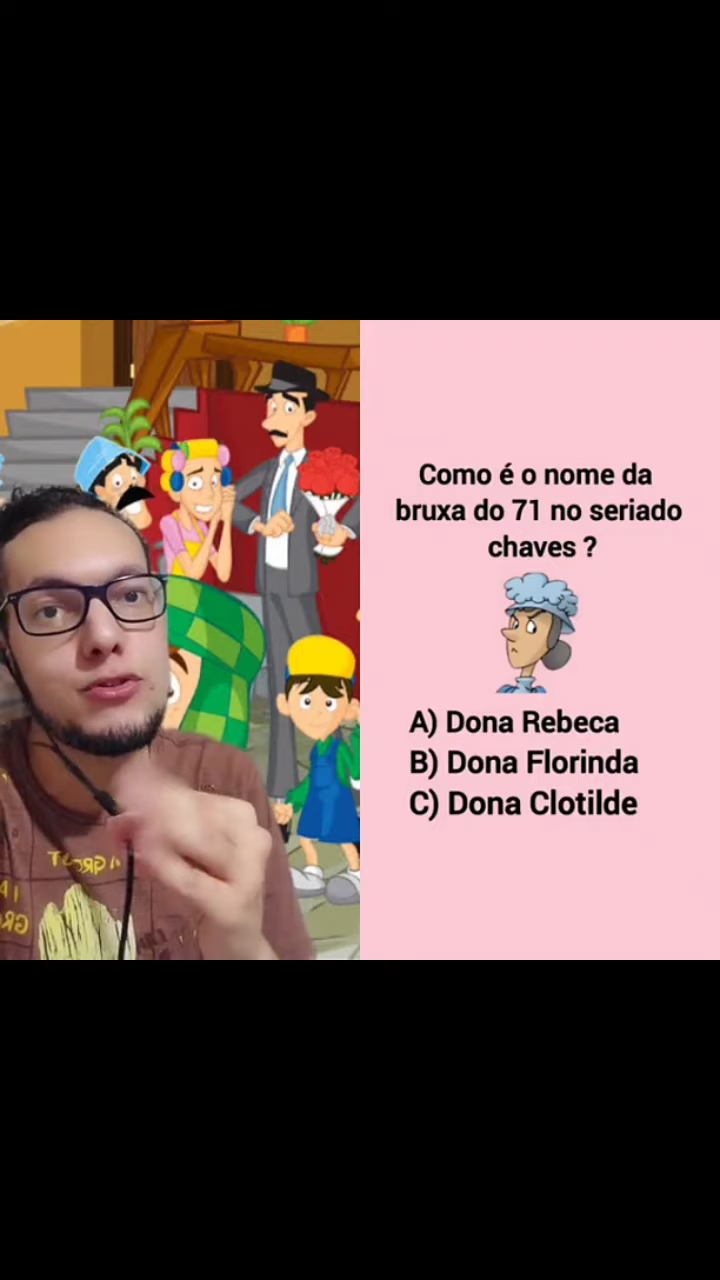 Como é o nome da
bruxa do 71 no seriado
chaves ?
A) Dona Rebeca
B) Dona Florinda
C) Dona Clotilde